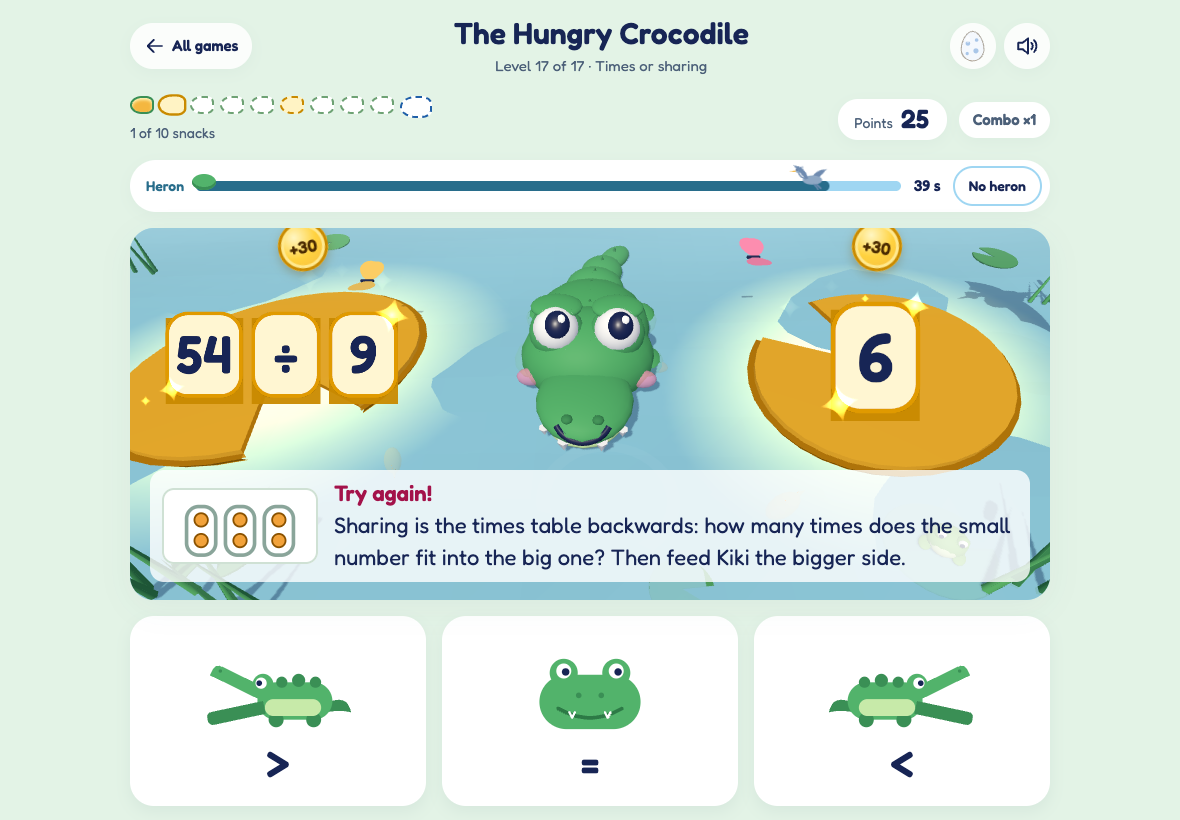 All games
The Hungry Crocodile
Level 17 of 17 · Times or sharing
1 of 10 snacks
Points 25
Combo ×1
Heron
39 s
No heron
+30
+30
54 ÷ 9
6
Try again!
Sharing is the times table backwards: how many times does the small
number fit into the big one? Then feed Kiki the bigger side.
>
=
<